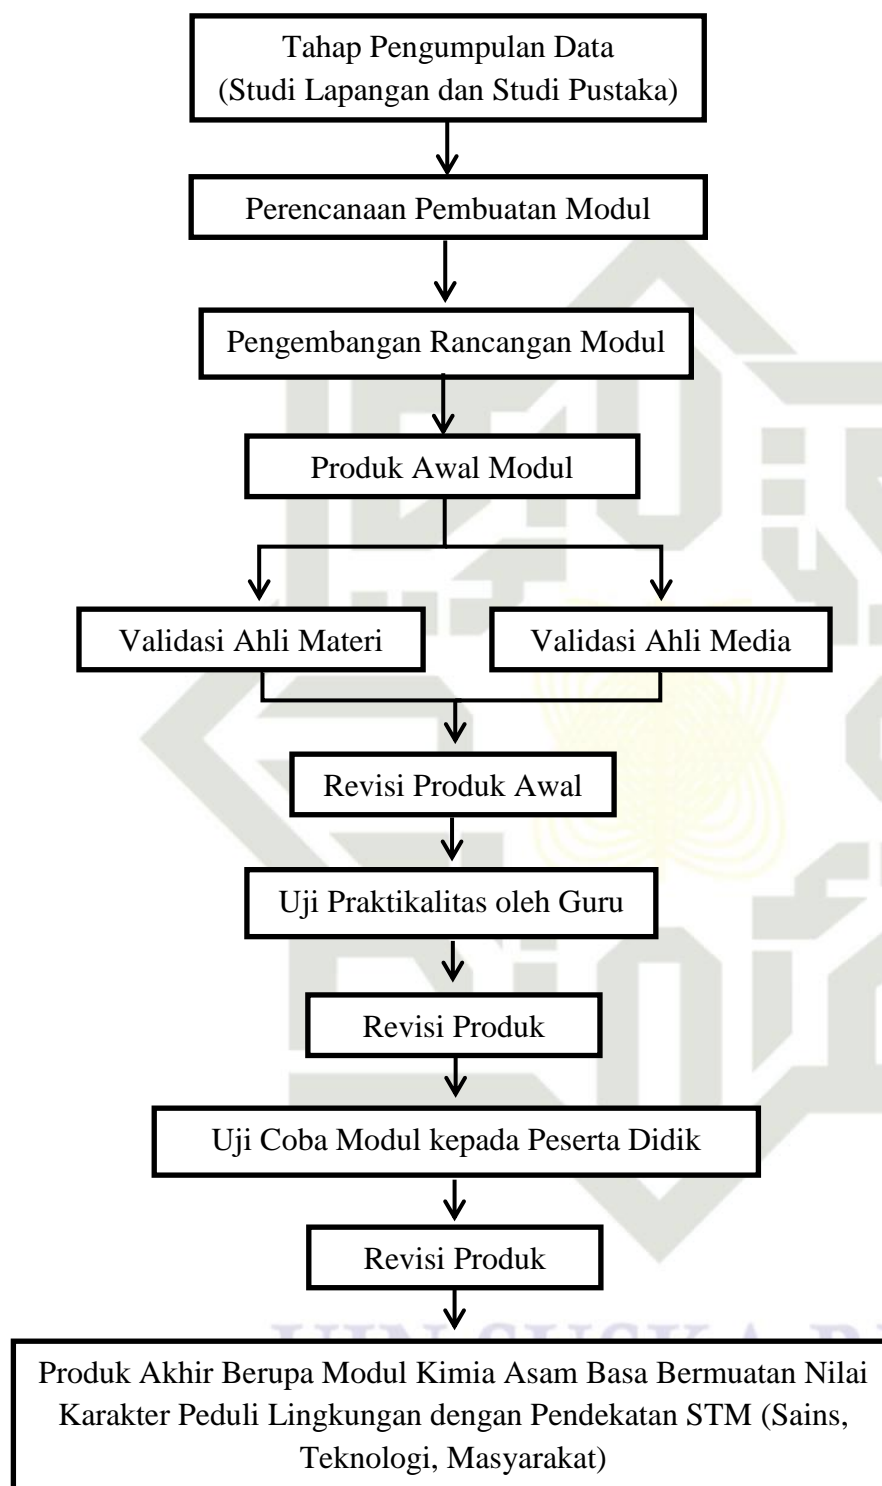 Tahap Pengumpulan Data
(Studi Lapangan dan Studi Pustaka)
Perencanaan Pembuatan Modul
Pengembangan Rancangan Modul
Produk Awal Modul
Validasi Ahli Materi
Validasi Ahli Media
Revisi Produk Awal
Uji Praktikalitas oleh Guru
Revisi Produk
Uji Coba Modul kepada Peserta Didik
Revisi Produk
UIN SUSKA
Produk Akhir Berupa Modul Kimia Asam Basa Bermuatan Nilai
Karakter Peduli Lingkungan dengan Pendekatan STM (Sains,
Teknologi, Masyarakat)